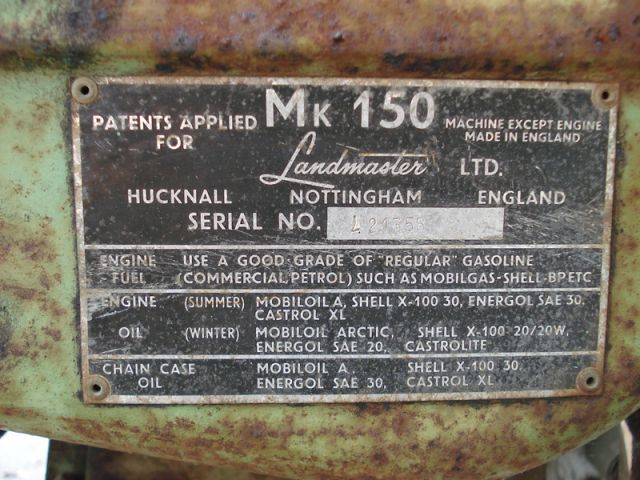 PATENTS APPLIED FOR
MK 150
MACHINE EXCEPT ENGINE
MADE IN ENGLAND
Landmaster LTD.
HUCKNALL NOTTINGHAM ENGLAND
SERIAL NO.
ENGINE FUEL
USE A GOOD GRADE OF "REGULAR" GASOLINE
(COMMERCIAL PETROL) SUCH AS MOBILGAS-SHELL-BP ETC
ENGINE OIL
(SUMMER) MOBILOIL A, SHELL X-100 30, ENERGOL SAE 30,
CASTROL XL
(WINTER) MOBILOIL ARCTIC, SHELL X-100 20/20W,
ENERGOL SAE 20, CASTROLITE
CHAIN CASE OIL
MOBILOIL A, SHELL X-100 30,
ENERGOL SAE 30, CASTROL XL